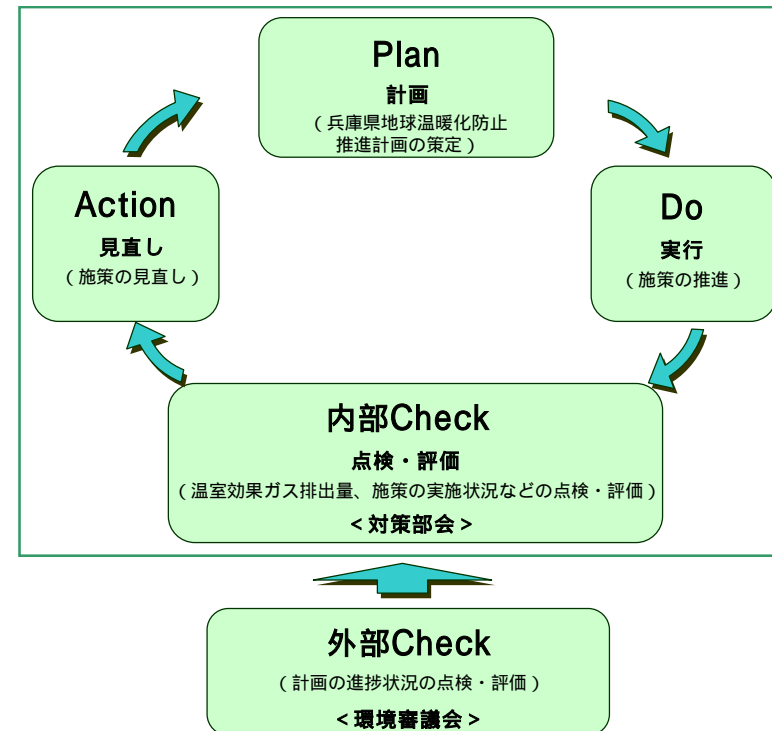 Plan
計画
（兵庫県地球温暖化防止
推進計画の策定）
Action
見直し
（施策の見直し）
Do
実行
（施策の推進）
内部Check
点検・評価
（温室効果ガス排出量、施策の実施状況などの点検・評価）
＜対策部会＞
外部Check
（計画の進捗状況の点検・評価）
＜環境審議会＞